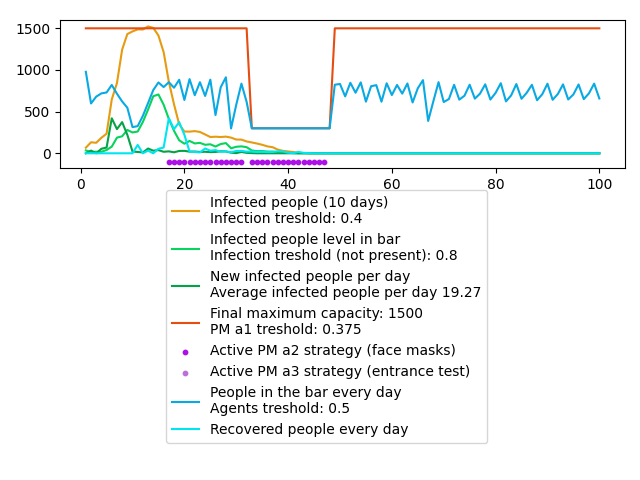 1500
1000
500
0
0
20
40
60
80
100
Infected people (10 days)
Infection treshold: 0.4
Infected people level in bar
Infection treshold (not present): 0.8
New infected people per day
Average infected people per day 19.27
Final maximum capacity: 1500
PM a1 treshold: 0.375
Active PM a2 strategy (face masks)
Active PM a3 strategy (entrance test)
People in the bar every day
Agents treshold: 0.5
Recovered people every day